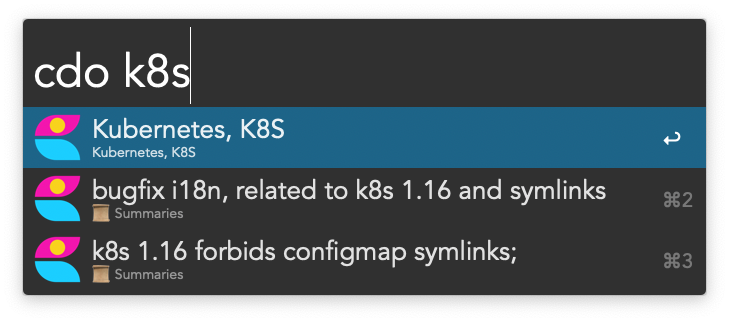 cdo k8s
Kubernetes, K8S
Kubernetes, K8S
bugfix i18n, related to k8s 1.16 and symlinks
⌘2
Summaries
k8s 1.16 forbids configmap symlinks;
⌘3
Summaries